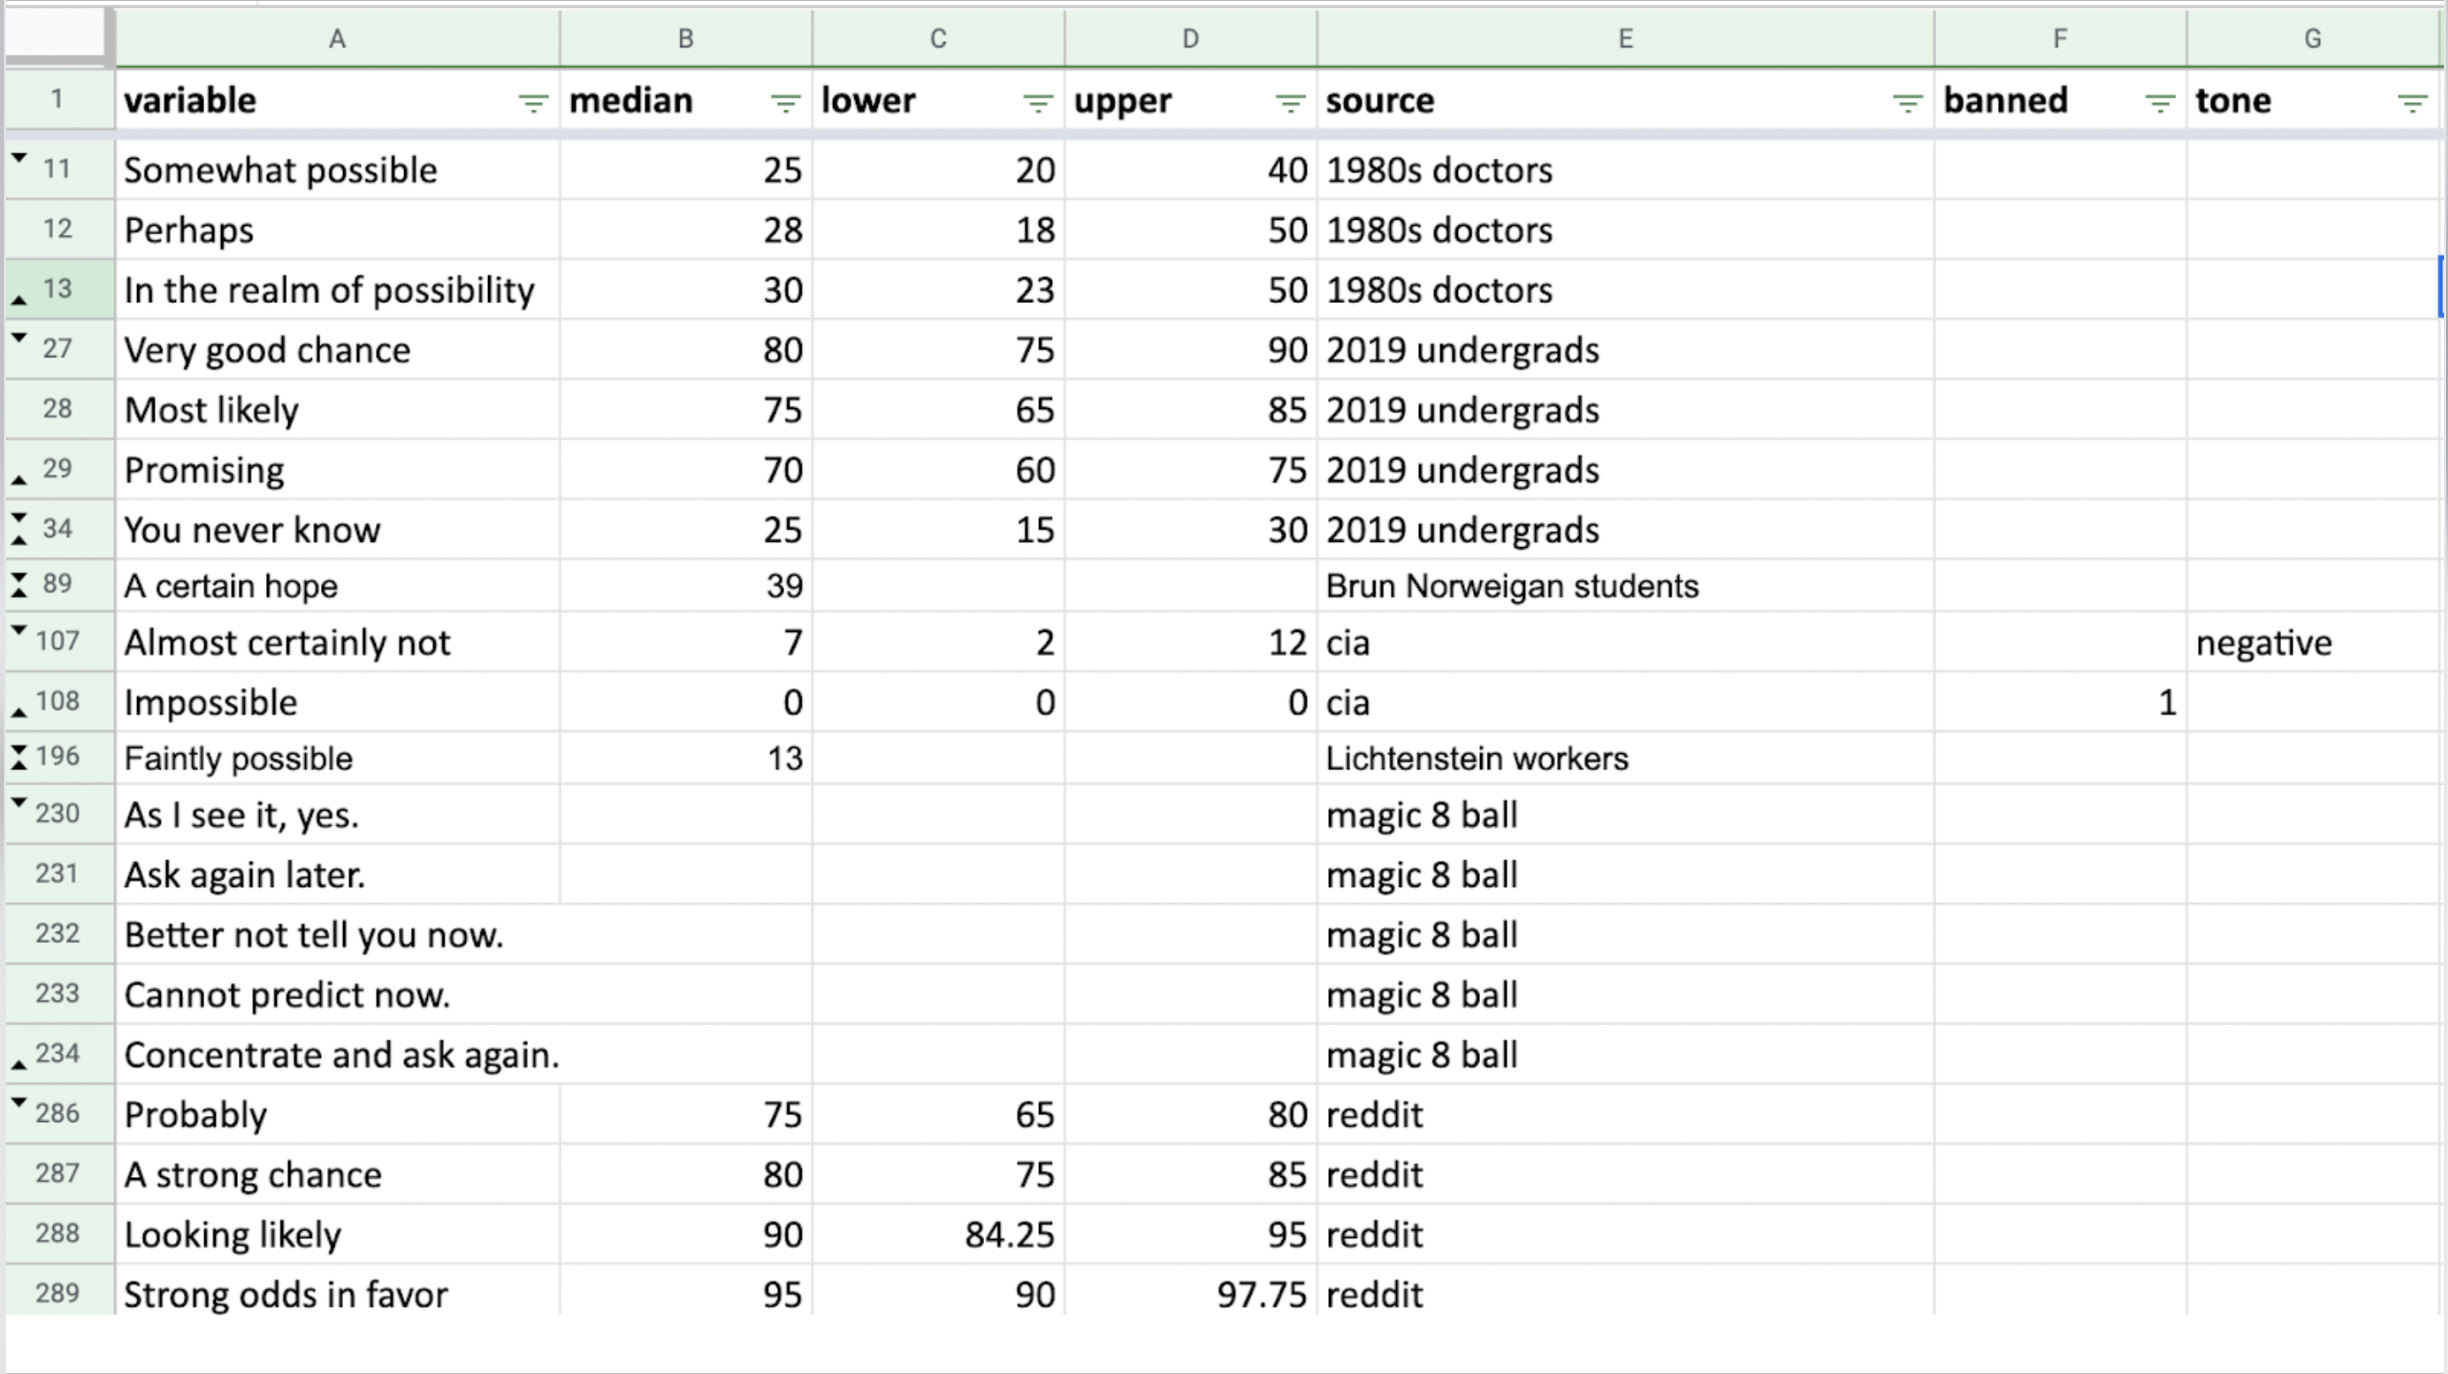 A B C D E F G
1 variable median lower upper source banned tone
11 Somewhat possible 25 20 40 1980s doctors
12 Perhaps 28 18 50 1980s doctors
13 In the realm of possibility 30 23 50 1980s doctors
27 Very good chance 80 75 90 2019 undergrads
28 Most likely 75 65 85 2019 undergrads
29 Promising 70 60 75 2019 undergrads
34 You never know 25 15 30 2019 undergrads
89 A certain hope 39 Brun Norweigan students
107 Almost certainly not 7 2 12 cia negative
108 Impossible 0 0 0 cia 1
196 Faintly possible 13 Lichtenstein workers
230 As I see it, yes. magic 8 ball
231 Ask again later. magic 8 ball
232 Better not tell you now. magic 8 ball
233 Cannot predict now. magic 8 ball
234 Concentrate and ask again. magic 8 ball
286 Probably 75 65 80 reddit
287 A strong chance 80 75 85 reddit
288 Looking likely 90 84.25 95 reddit
289 Strong odds in favor 95 90 97.75 reddit